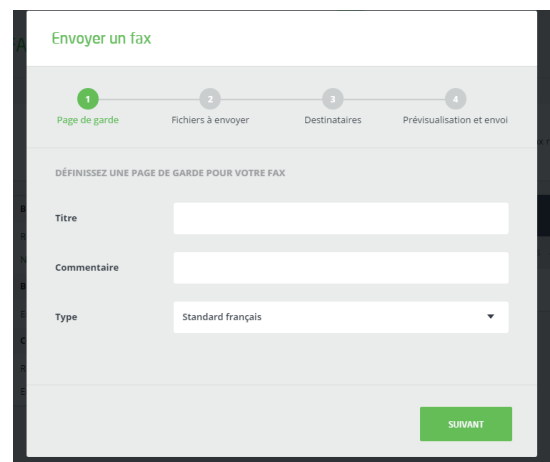 Envoyer un fax
1
2
3
4
Page de garde
Fichiers à envoyer
Destinataires
Prévisualisation et envoi
DÉFINISSEZ UNE PAGE DE GARDE POUR VOTRE FAX
Titre
Commentaire
Type
Standard français
SUIVANT